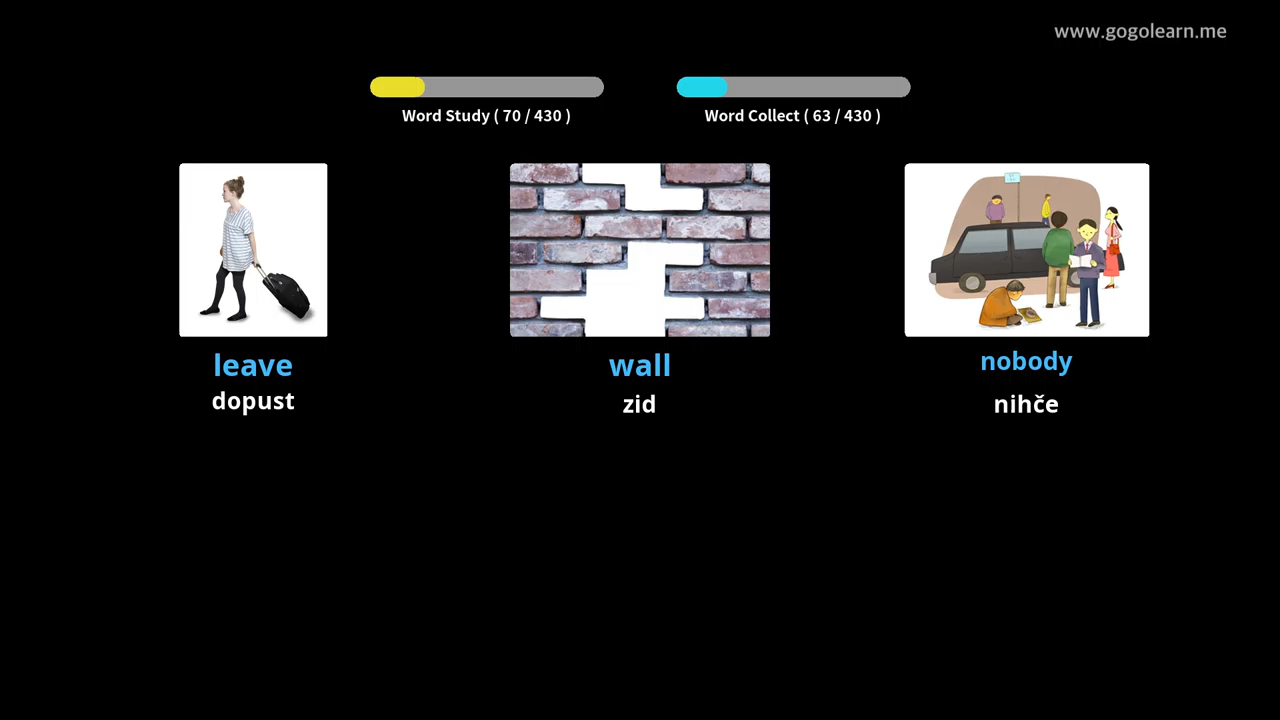 www.gogolearn.me
Word Study ( 70 / 430 )
Word Collect ( 63 / 430 )
leave
dopust
wall
zid
nobody
nihče